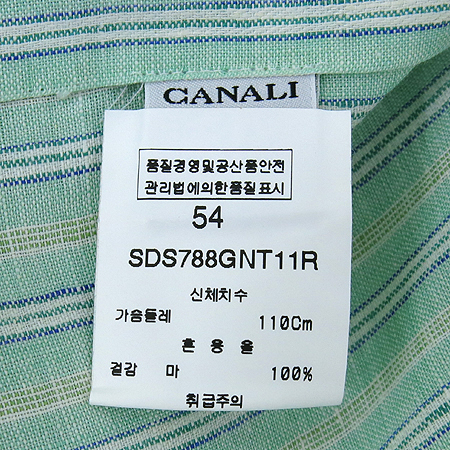 CANALI
품질경영및공산품안전
관리법에의한품질표시
54
SDS788GNT11R
신체치수
가슴둘레 110Cm
혼용율
겉감 마 100%
취급주의